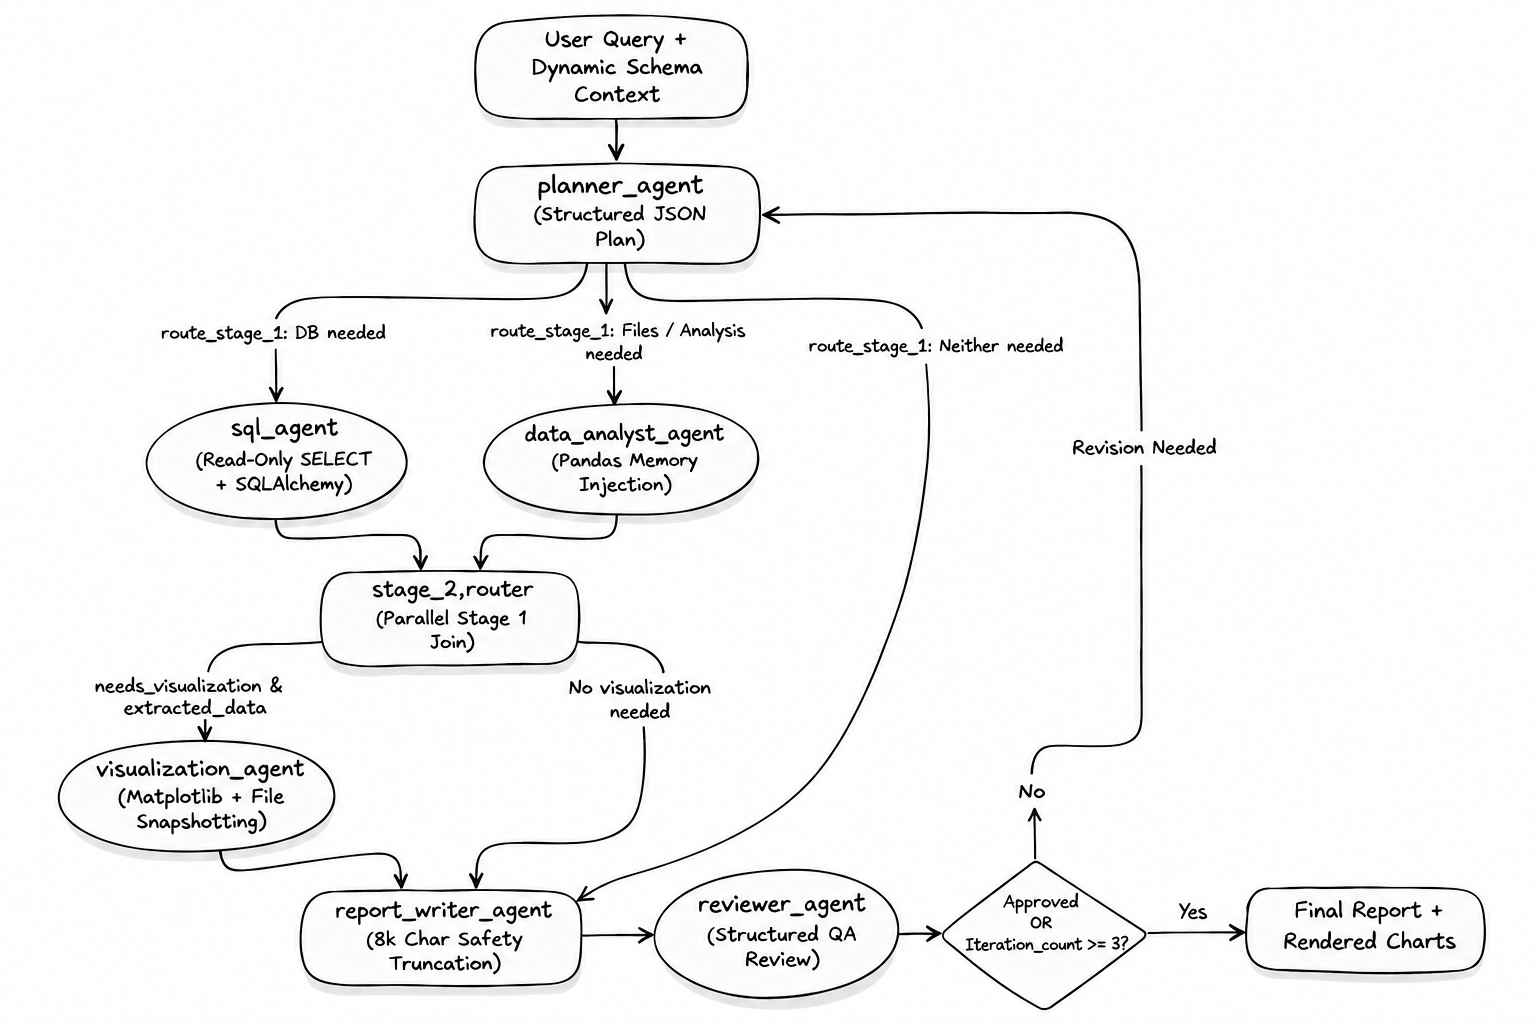 User Query +
Dynamic Schema
Context
planner_agent
(Structured JSON
Plan)
route_stage_1: DB needed
route_stage_1: Files / Analysis
needed
route_stage_1: Neither needed
sql_agent
(Read-Only SELECT
+ SQLAlchemy)
data_analyst_agent
(Pandas Memory
Injection)
Revision Needed
stage_2,router
(Parallel Stage 1
Join)
needs_visualization &
extracted_data
No visualization
needed
visualization_agent
(Matplotlib + File
Snapshotting)
No
report_writer_agent
(8k Char Safety
Truncation)
reviewer_agent
(Structured QA
Review)
Approved
OR
Iteration_count >= 3?
Yes
Final Report +
Rendered Charts